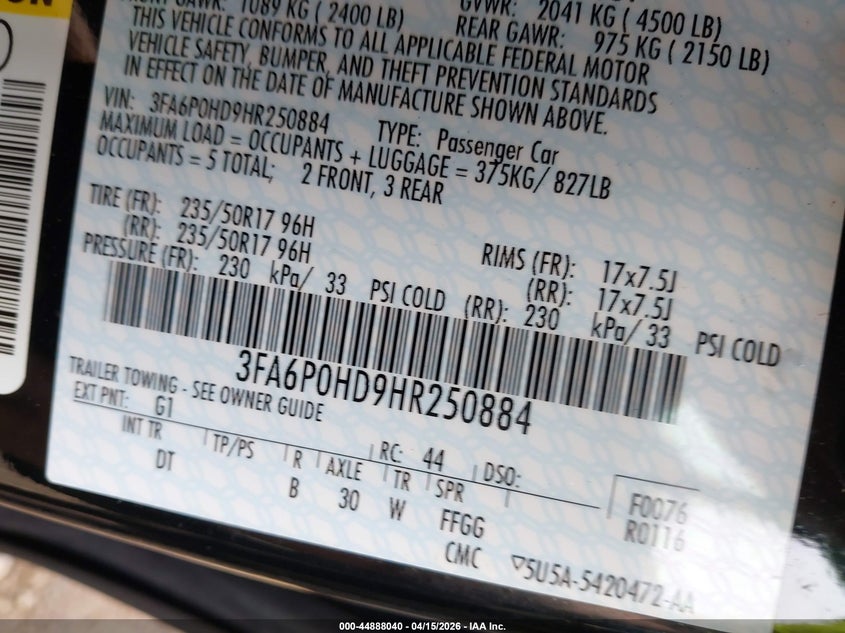 ON
FRONT GAWR: 1089 KG ( 2400 LB)
GVWR: 2041 KG ( 4500 LB)
REAR GAWR: 975 KG ( 2150 LB)
THIS VEHICLE CONFORMS TO ALL APPLICABLE FEDERAL MOTOR
VEHICLE SAFETY, BUMPER, AND THEFT PREVENTION STANDARDS
IN EFFECT ON THE DATE OF MANUFACTURE SHOWN ABOVE.
VIN: 3FA6P0HD9HR250884 TYPE: Passenger Car
MAXIMUM LOAD = OCCUPANTS + LUGGAGE = 375KG/ 827LB
OCCUPANTS = 5 TOTAL; 2 FRONT, 3 REAR
TIRE (FR): 235/50R17 96H RIMS (FR): 17x7.5J
(RR): 235/50R17 96H (RR): 17x7.5J
PRESSURE (FR): 230 kPa/ 33 PSI COLD (RR): 230 kPa/ 33 PSI COLD
3FA6P0HD9HR250884
TRAILER TOWING - SEE OWNER GUIDE
EXT PNT: G1 RC: 44 DSO:
INT TR TP/PS R AXLE TR SPR
DT B 30 W FFGG
F0076
R0116
CMC ▽5U5A-5420472-AA
000-44888040 - 04/15/2026 - IAA Inc.